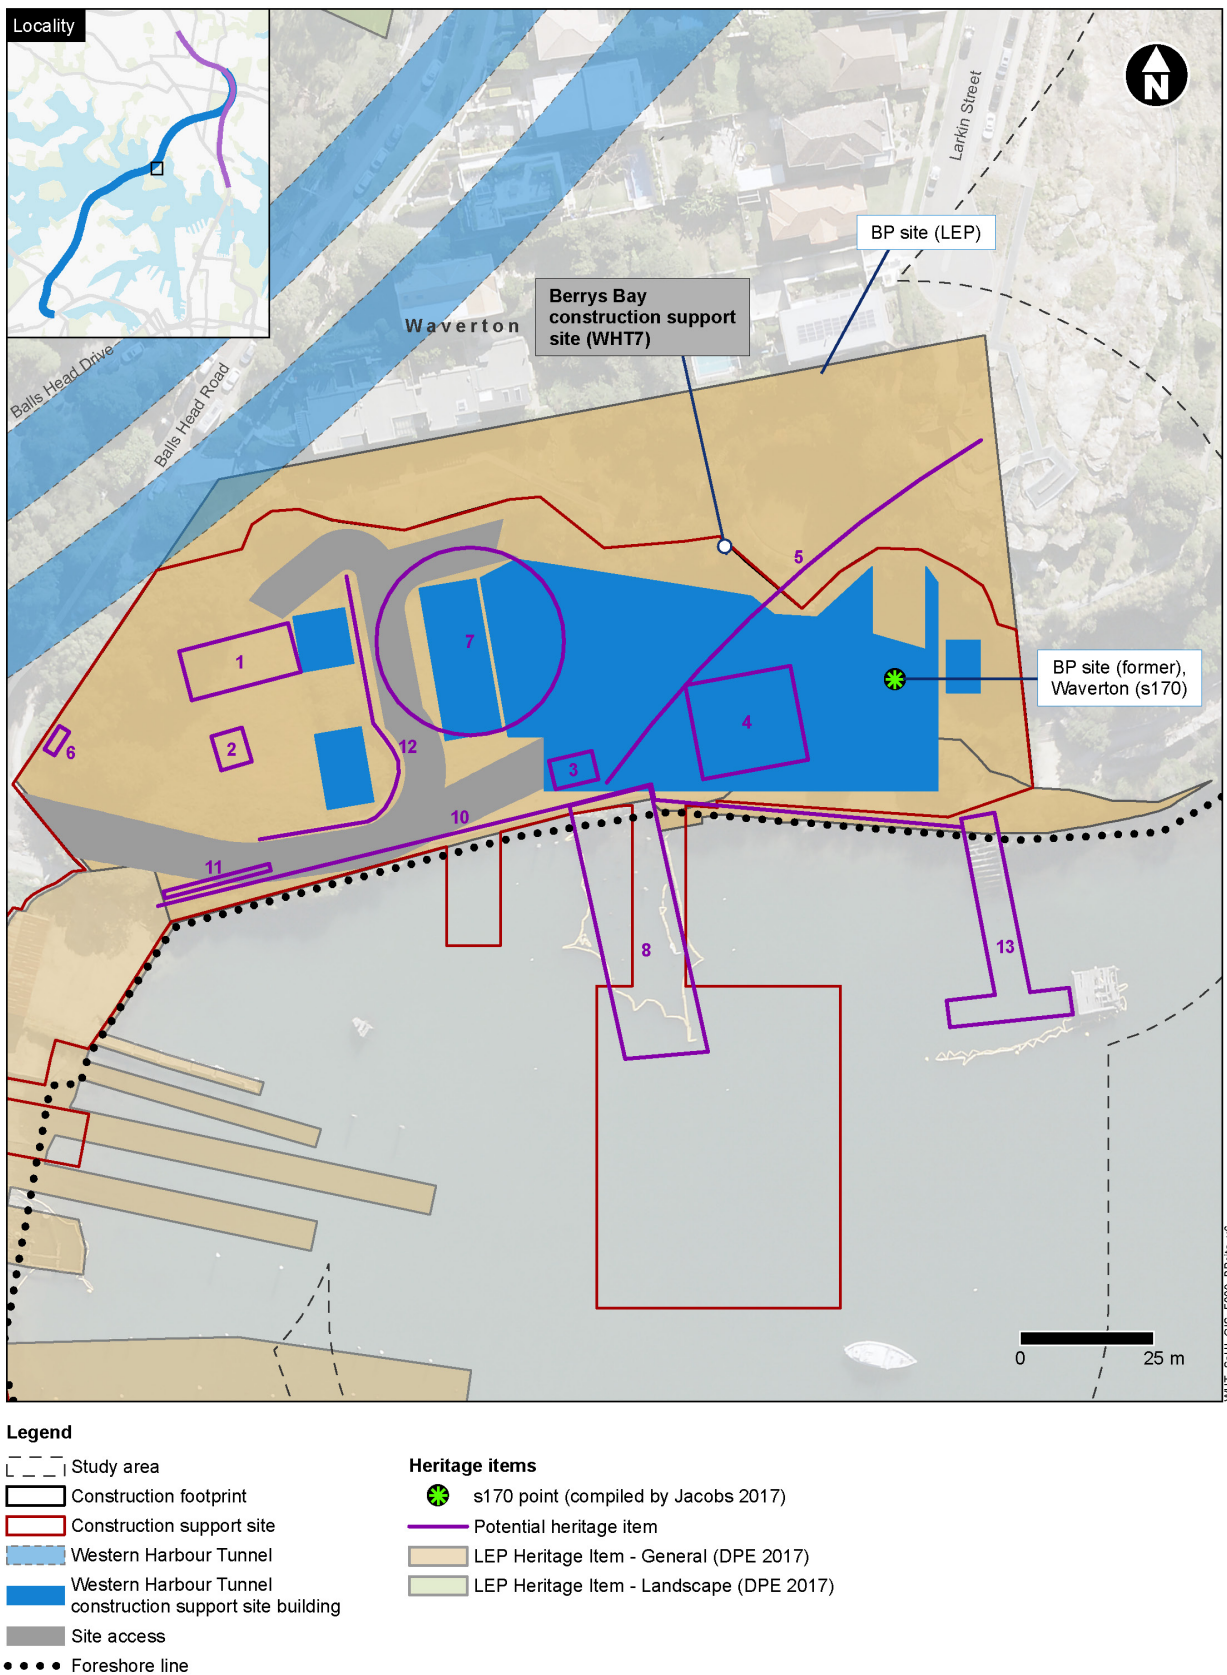 Locality
N
Larkin Street
BP site (LEP)
Berrys Bay
construction support
site (WHT7)
Waverton
Balls Head Drive
Balls Head Road
5
7
1
BP site (former),
Waverton (s170)
4
2
6
12
3
10
11
8
13
0 25 m
Legend
Study area
Construction footprint
Construction support site
Western Harbour Tunnel
Western Harbour Tunnel
construction support site building
Site access
Foreshore line
Heritage items
s170 point (compiled by Jacobs 2017)
Potential heritage item
LEP Heritage Item - General (DPE 2017)
LEP Heritage Item - Landscape (DPE 2017)